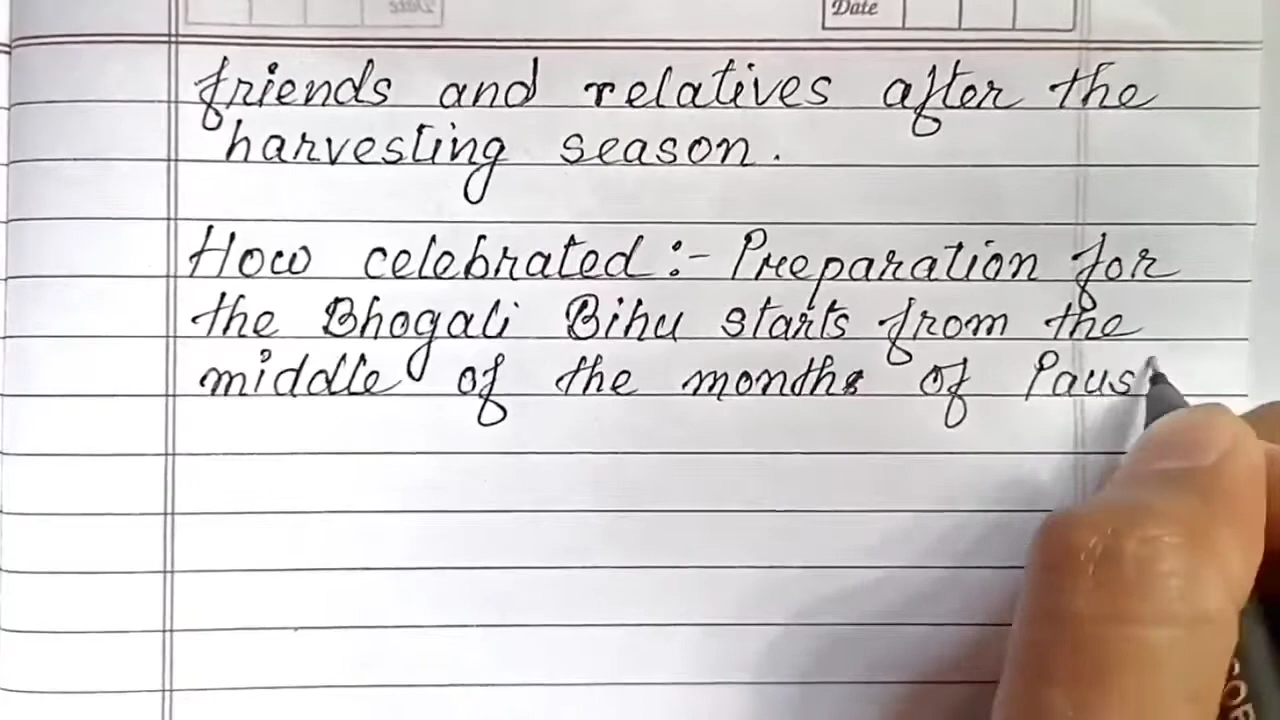 Date
friends and relatives after the
harvesting season.
How celebrated :- Preparation for
the Bhogali Bihu starts from the
middle of the months of Paus